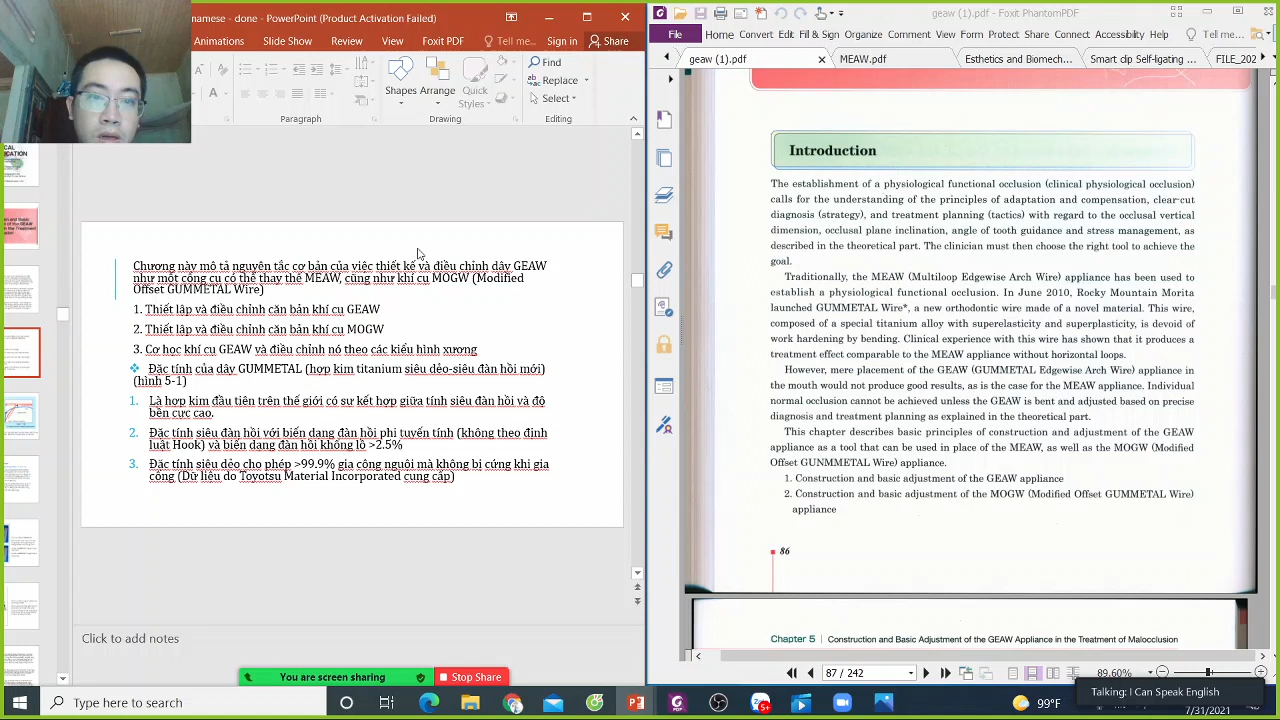 namese - done - PowerPoint (Product Activation Failed)
Animations Slide Show Review View Foxit PDF Tell me... Sign in Share
Shapes Arrange Quick Styles
Find
Replace
Select
Paragraph Drawing Editing
Chương này mô tả nguyên tắc cơ bản của việc thiết kế và điều chỉnh dây GEAW
như một công cụ có thể thay thế MEAW, cũng như khí cụ MOGW (Modified
Offset GUMMETAL Wire)
1. Thiết lập và điều chỉnh căn bản khí cụ GEAW
2. Thiết lập và điều chỉnh căn bản khí cụ MOGW
3. Cơ học khí cụ GEAW và điều chỉnh nó theo các kiểu hình xương
❖ Đặc tính của dây GUMMETAL (hợp kim titanium siêu dẻo-siêu đàn hồi mới)
(hình 5-1)
1. Là hợp kim đầu tiên trên thế giới có sự kết hợp giữa tính siêu đàn hồi và độ
bền cực cao.
2. Đặc tính siêu đàn hồi với biến dạng đàn hồi phi tuyến tính (không theo định
luật Hook) và biến dạng đàn hồi khổng lồ >2.5%
3. Đặc tính siêu dẻo cho phép >99.9% gia công nguội mà không bị cứng khi gia
công (dữ liệu do Toyota Material Incorporated cung cấp)
Click to add notes
You are screen sharing
Stop Share
geaw (1).pdf - Foxit PhantomPDF
File Home Convert Edit Fill & Sign Organize Comment View Form Protect Share Connect Accessibility Help Tell me...
geaw (1).pdf MEAW.pdf Esthetics and Biomech... Smart og Self-ligating ... FILE_202
Introduction
The establishment of a physiological functional occlusion (clinical physiological occlusion)
calls for the understanding of the principles of adaptation and compensation, clear-cut
diagnosis (strategy), and treatment planning (tactics) with regard to the occlusal vertical
dimension, occlusal plane inclination, angle of tooth guidance and stress management, as
described in the theoretical part. The clinician must then choose the right tool to achieve the
goal.
Traditionally, the MEAW (Multiloop Edgewise Arch Wire) appliance has been used to
establish a physiological functional occlusion. In June 2010, Rocky Mountain Morita
launched GUMMETAL Wire*, a new orthodontic wire made of a novel material. This wire
composed of a special titanium alloy with superelasticity and superplasticity, is devoid of
work hardening by bending. Clinical experience with this wire has shown that it produces a
treatment effect comparable to the MEAW appliance without horizontal loops.
However, mere placement of the GEAW (GUMMETAL Edgewise Arch Wire) appliance in
the mouth would not produce good results, as is the case for the MEAW appliance. Individual
normal occlusion cannot be achieved unless the GEAW is bent and adjusted based on precise
diagnosis and treatment planning as explained in the theoretical part.
This chapter describes basic principles of construction and adjustment of the GEAW
appliance as a tool that can be used in place of the MEAW, as well as the MOGW (Modified
Offset GUNMMETAL Wire) appliance.
1. Construction and basic adjustment of the GEAW appliance
2. Construction and basic adjustment of the MOGW (Modified Offset GUMMETAL Wire)
appliance
86
Chapter 5 | Construction and Basic Adjustment of the GEAW Appliance in the Treatment of Malocclusion
87 / 242
89.60%
Talking: I Can Speak English
Type here to search
99°F
7/31/2021